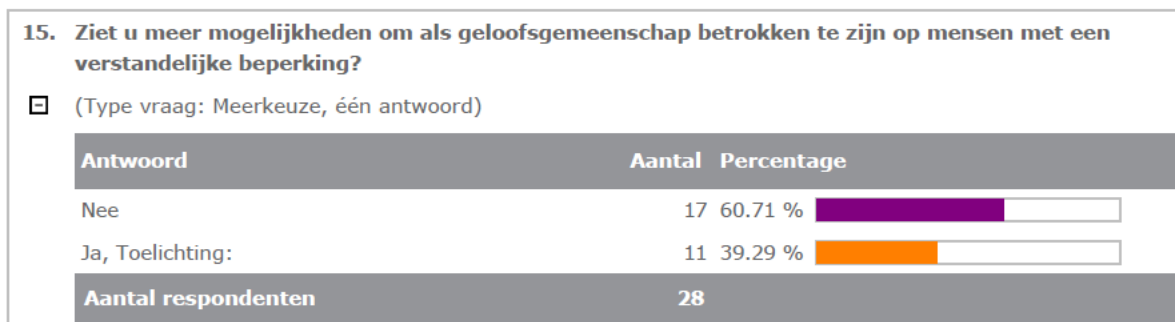 15. Ziet u meer mogelijkheden om als geloofsgemeenschap betrokken te zijn op mensen met een
verstandelijke beperking?
(Type vraag: Meerkeuze, één antwoord)
Antwoord Aantal Percentage
Nee 17 60.71 %
Ja, Toelichting: 11 39.29 %
Aantal respondenten 28